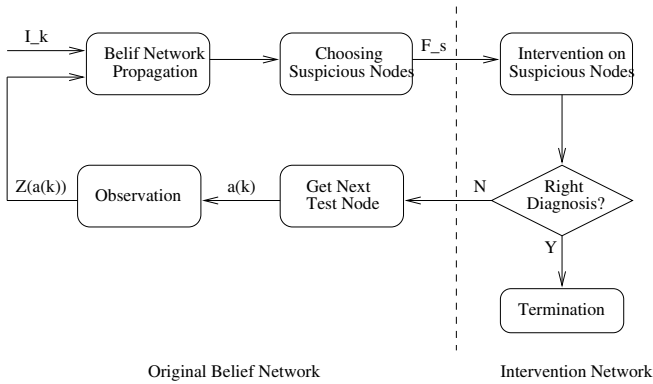 I_k
Belif Network
Propagation
Choosing
Suspicious Nodes
F_s
Intervention on
Suspicious Nodes
Z(a(k))
Observation
a(k)
Get Next
Test Node
N
Right
Diagnosis?
Y
Termination
Original Belief Network
Intervention Network